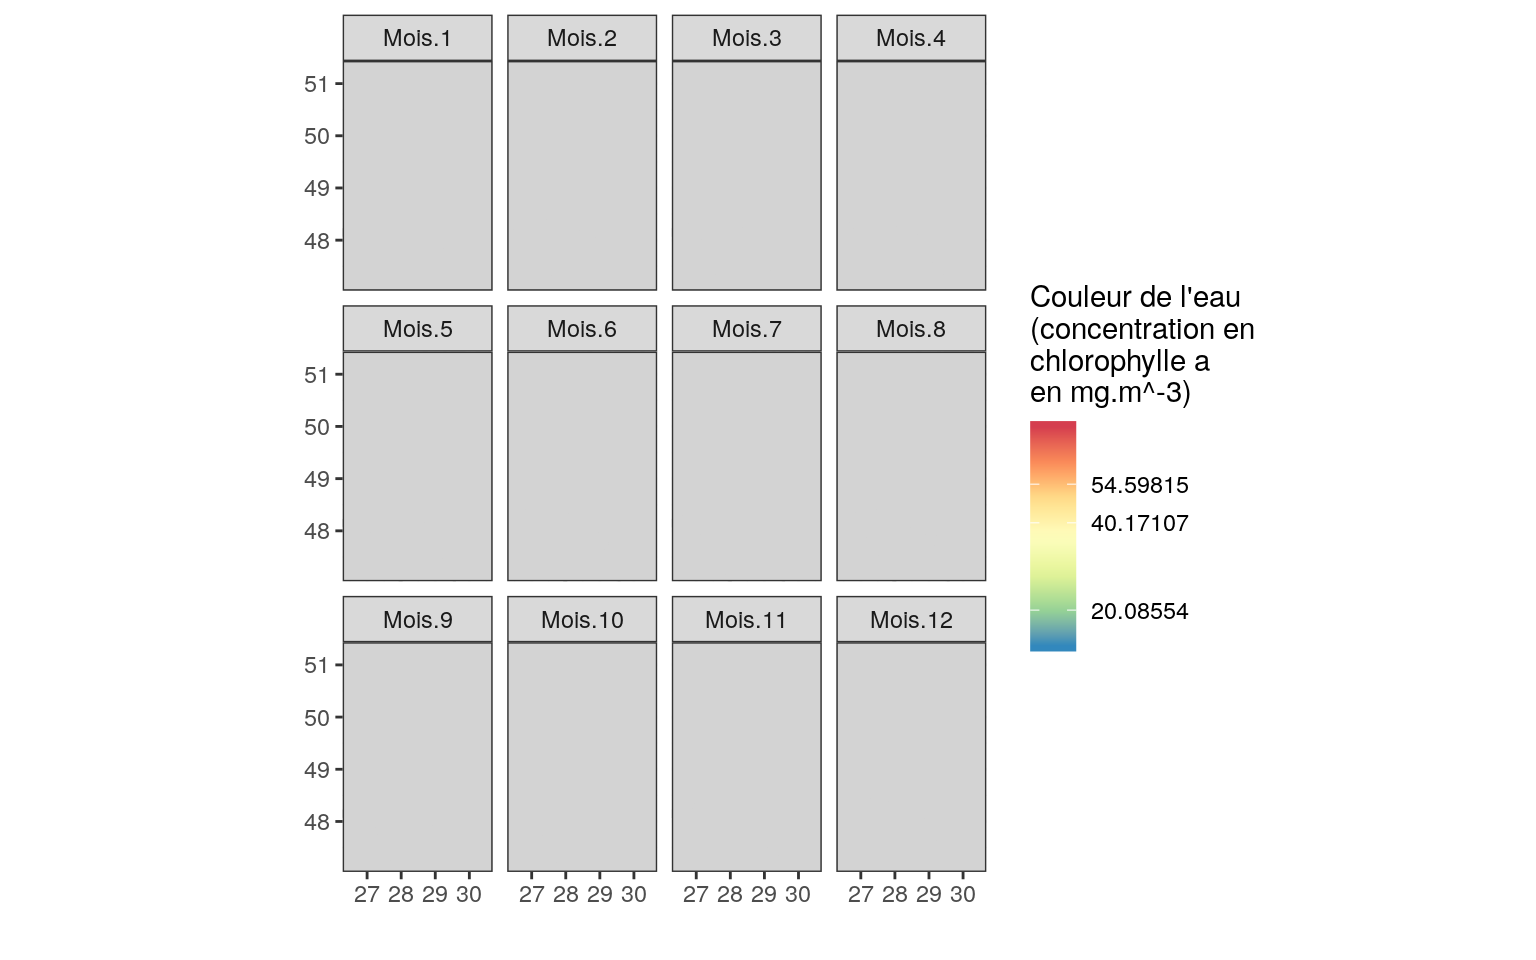 Mois.1 Mois.2 Mois.3 Mois.4
51
50
49
48
Mois.5 Mois.6 Mois.7 Mois.8
51
50
49
48
Mois.9 Mois.10 Mois.11 Mois.12
51
50
49
48
27 28 29 30 27 28 29 30 27 28 29 30 27 28 29 30
Couleur de l'eau
(concentration en
chlorophylle a
en mg.m^-3)
54.59815
40.17107
20.08554